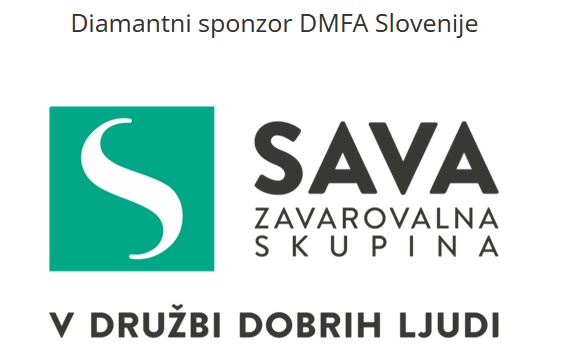 Diamantni sponzor DMFA Slovenije
SAVA
ZAVAROVALNA
SKUPINA
V DRUŽBI DOBRIH LJUDI